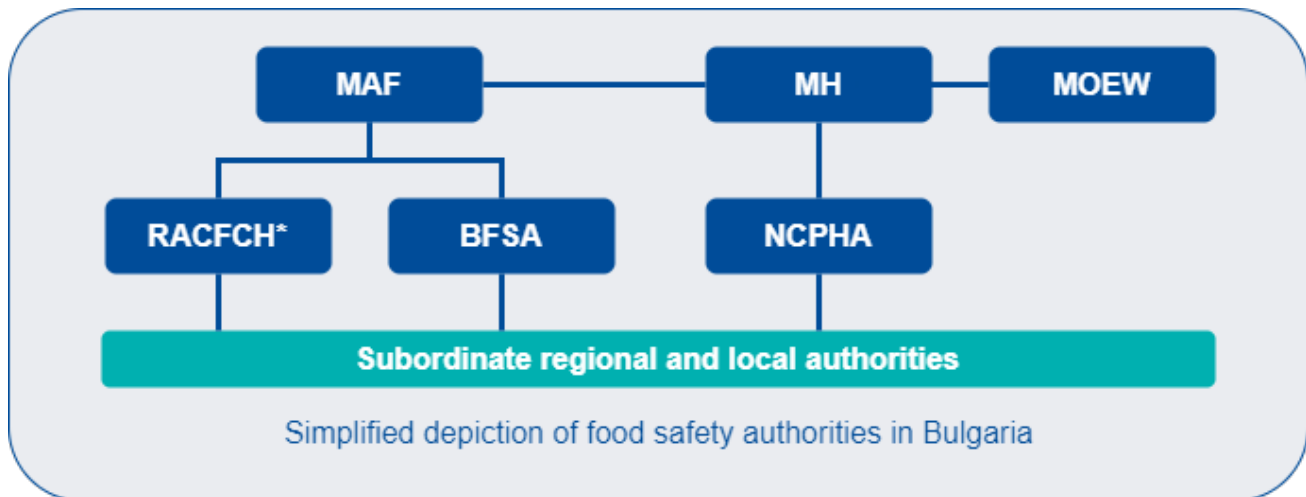 MAF
MH
MOEW
RACFCH*
BFSA
NCPHA
Subordinate regional and local authorities
Simplified depiction of food safety authorities in Bulgaria